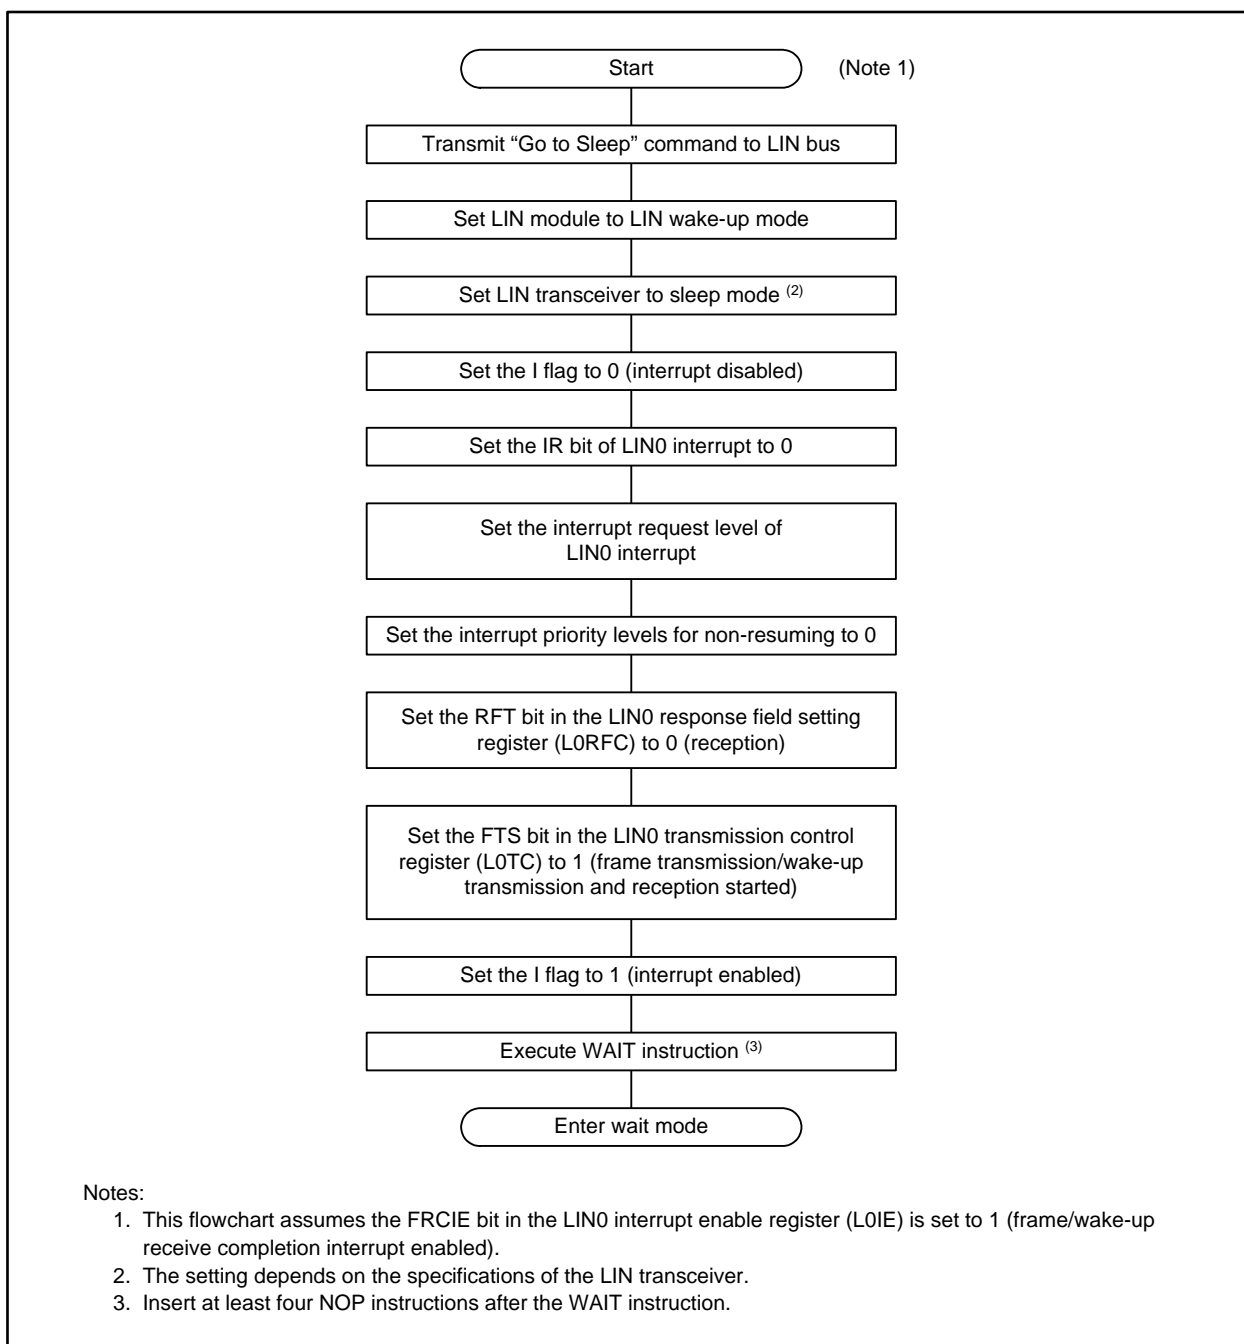 Start (Note 1)
Transmit “Go to Sleep” command to LIN bus
Set LIN module to LIN wake-up mode
Set LIN transceiver to sleep mode (2)
Set the I flag to 0 (interrupt disabled)
Set the IR bit of LIN0 interrupt to 0
Set the interrupt request level of
LIN0 interrupt
Set the interrupt priority levels for non-resuming to 0
Set the RFT bit in the LIN0 response field setting
register (L0RFC) to 0 (reception)
Set the FTS bit in the LIN0 transmission control
register (L0TC) to 1 (frame transmission/wake-up
transmission and reception started)
Set the I flag to 1 (interrupt enabled)
Execute WAIT instruction (3)
Enter wait mode
Notes:
1. This flowchart assumes the FRCIE bit in the LIN0 interrupt enable register (L0IE) is set to 1 (frame/wake-up
receive completion interrupt enabled).
2. The setting depends on the specifications of the LIN transceiver.
3. Insert at least four NOP instructions after the WAIT instruction.